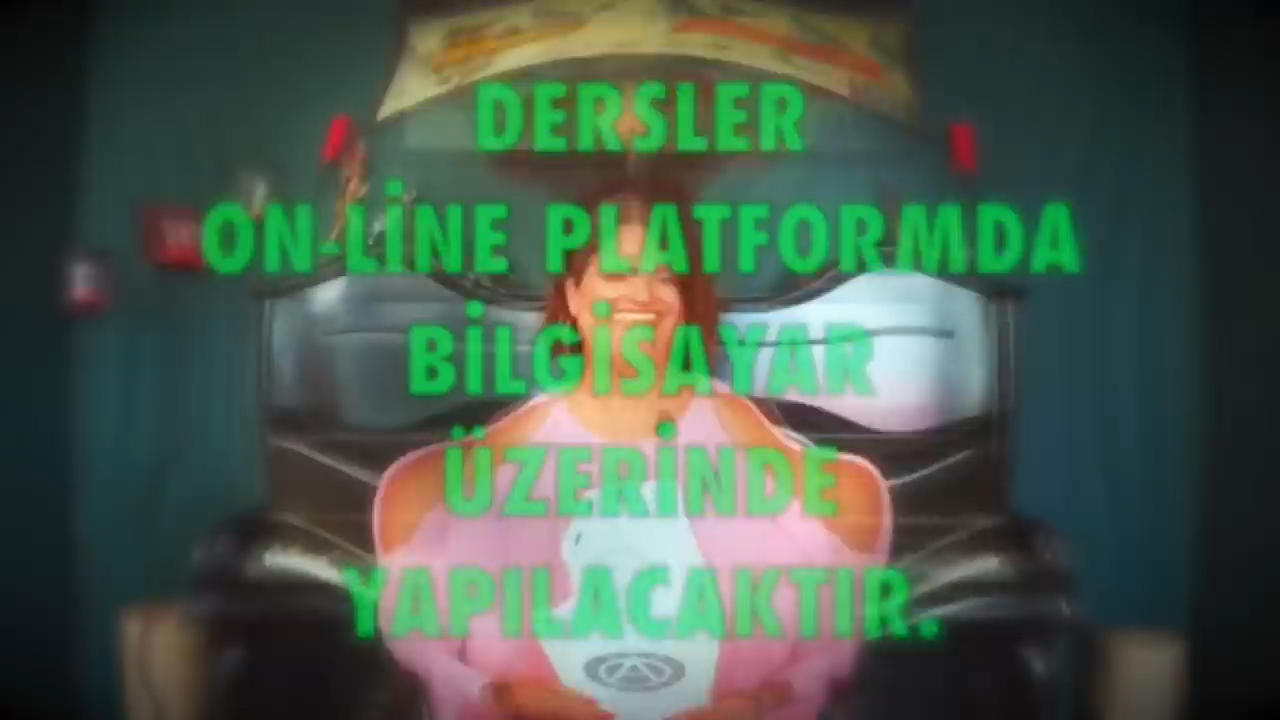 DERSLER
ON-LİNE PLATFORMDA
BİLGİSAYAR
ÜZERİNDE
YAPILACAKTIR.